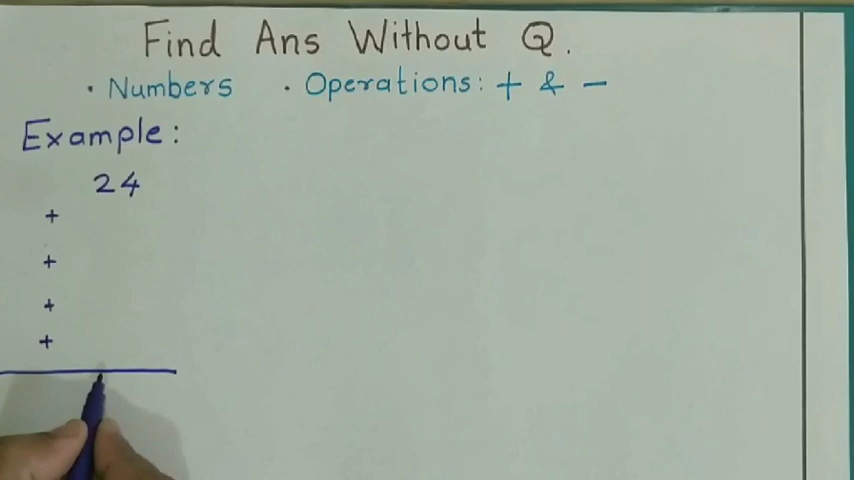 Find Ans Without Q.
· Numbers · Operations: + & -
Example:
24
+
+
+
+